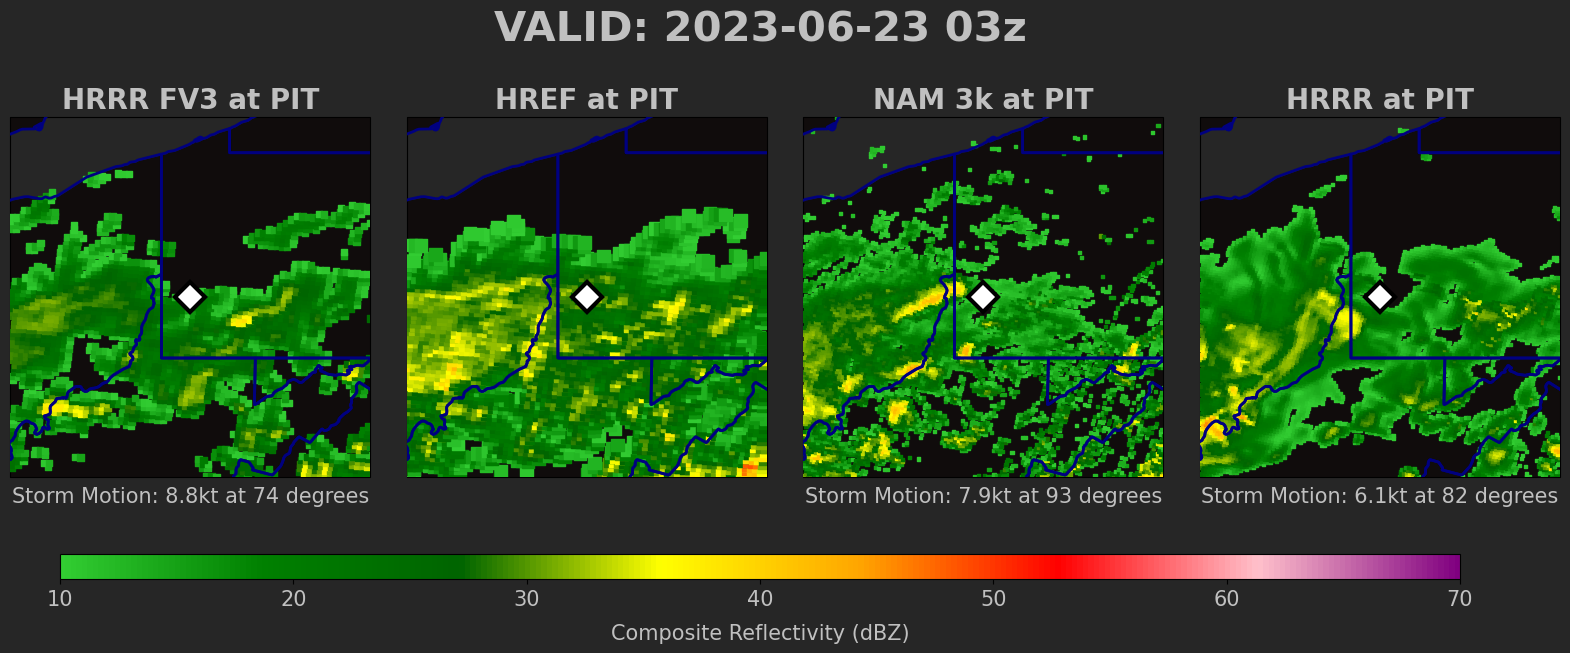 VALID: 2023-06-23 03z
HRRR FV3 at PIT
HREF at PIT
NAM 3k at PIT
HRRR at PIT
Storm Motion: 8.8kt at 74 degrees
Storm Motion: 7.9kt at 93 degrees
Storm Motion: 6.1kt at 82 degrees
10 20 30 40 50 60 70
Composite Reflectivity (dBZ)